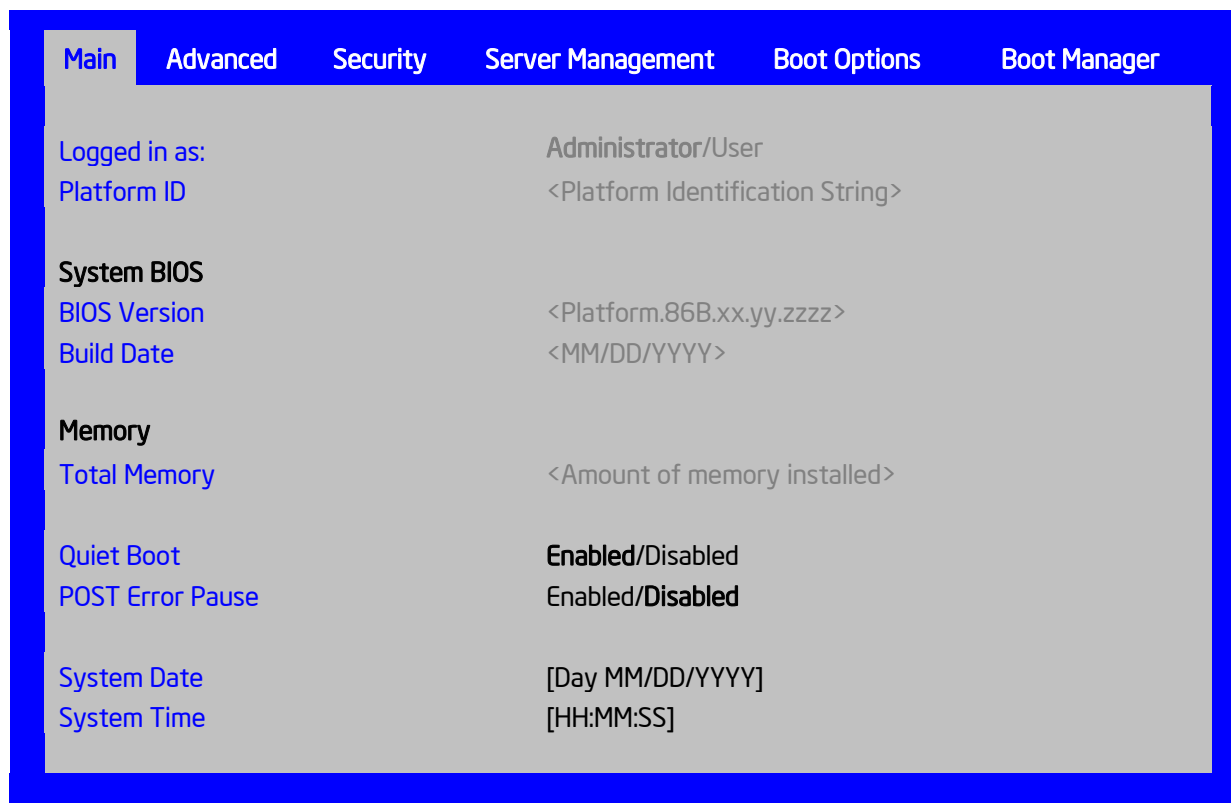 Main Advanced Security Server Management Boot Options Boot Manager
Logged in as: Administrator/User
Platform ID <Platform Identification String>
System BIOS
BIOS Version <Platform.86B.xx.yy.zzzz>
Build Date <MM/DD/YYYY>
Memory
Total Memory <Amount of memory installed>
Quiet Boot Enabled/Disabled
POST Error Pause Enabled/Disabled
System Date [Day MM/DD/YYYY]
System Time [HH:MM:SS]